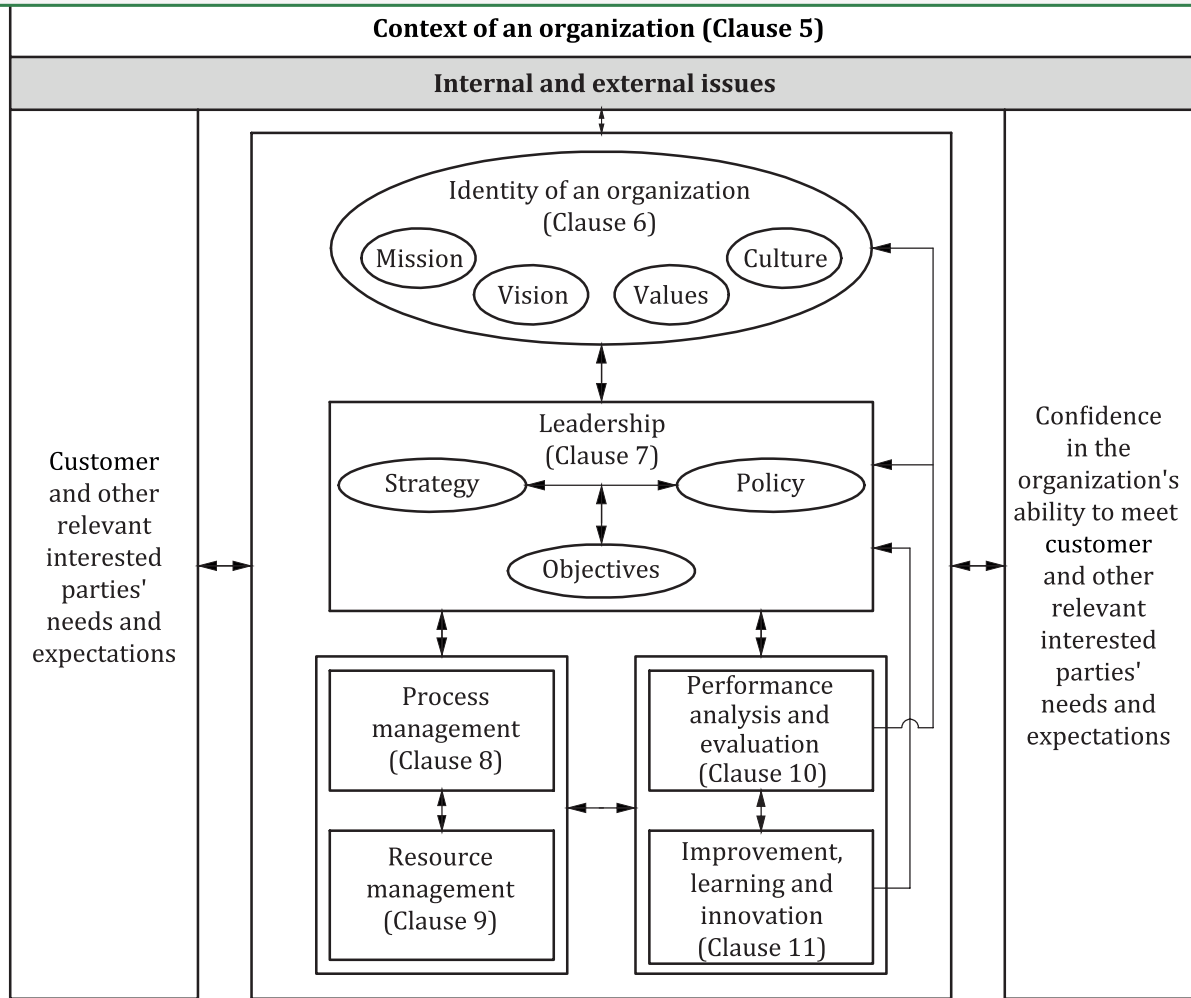 Context of an organization (Clause 5)
Internal and external issues
Customer
and other
relevant
interested
parties'
needs and
expectations
Identity of an organization
(Clause 6)
Mission
Vision
Values
Culture
Leadership
(Clause 7)
Strategy
Policy
Objectives
Process
management
(Clause 8)
Resource
management
(Clause 9)
Performance
analysis and
evaluation
(Clause 10)
Improvement,
learning and
innovation
(Clause 11)
Confidence
in the
organization's
ability to meet
customer
and other
relevant
interested
parties'
needs and
expectations